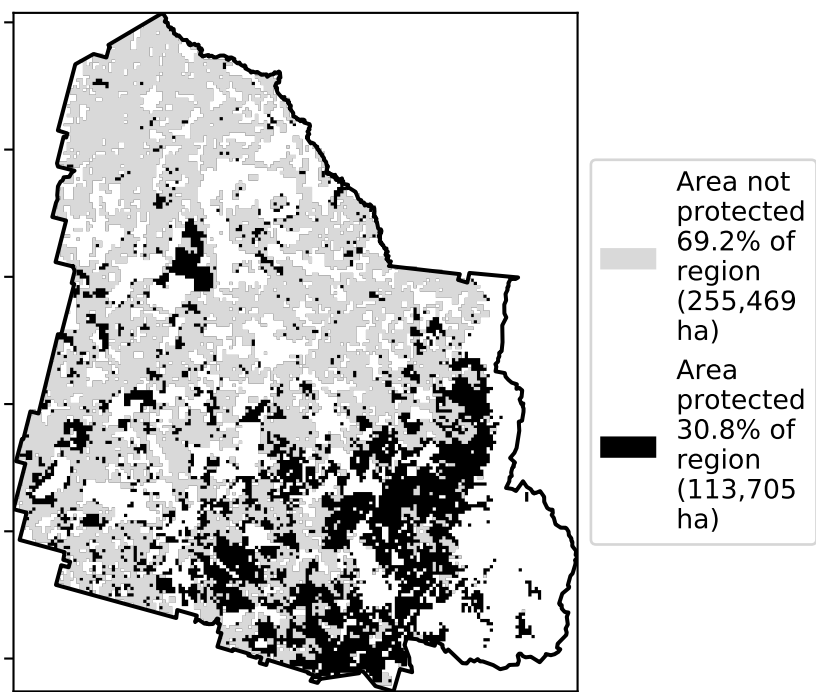 Area not
protected
69.2% of
region
(255,469
ha)
Area
protected
30.8% of
region
(113,705
ha)